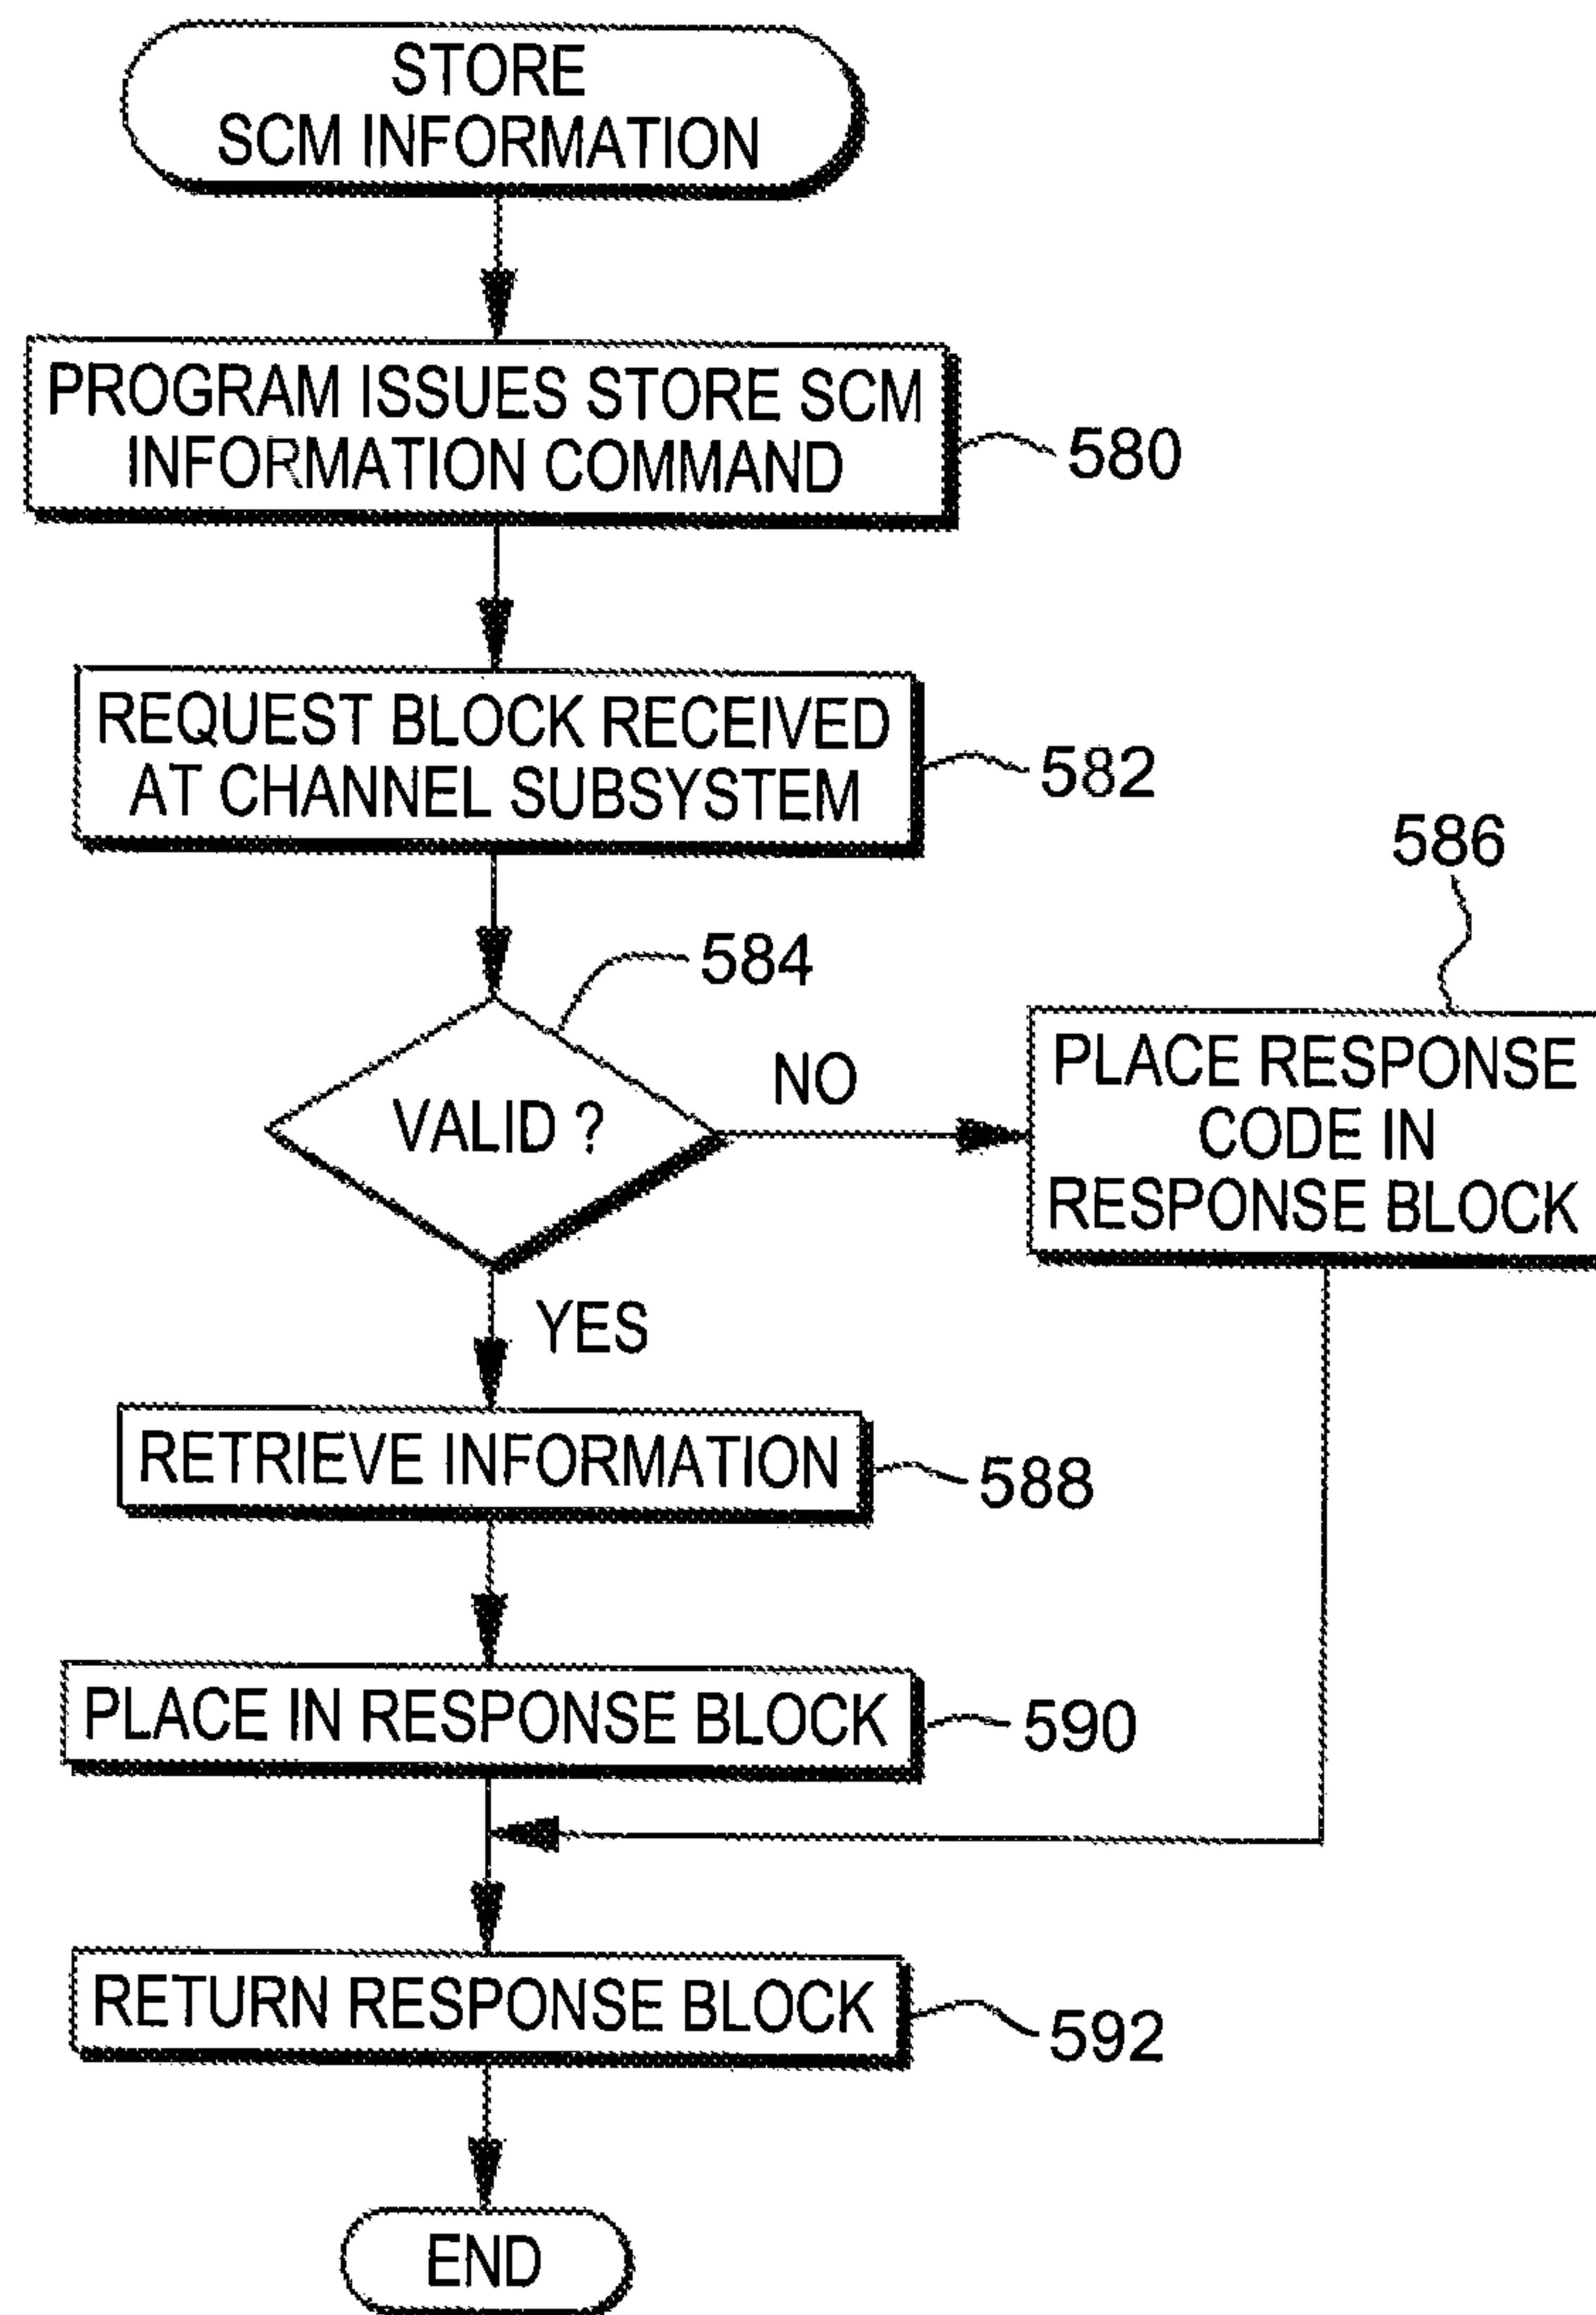 STORE
SCM INFORMATION
PROGRAM ISSUES STORE SCM
INFORMATION COMMAND
580
REQUEST BLOCK RECEIVED
AT CHANNEL SUBSYSTEM
582
584
VALID ?
NO
586
PLACE RESPONSE
CODE IN
RESPONSE BLOCK
YES
RETRIEVE INFORMATION
588
PLACE IN RESPONSE BLOCK
590
RETURN RESPONSE BLOCK
592
END